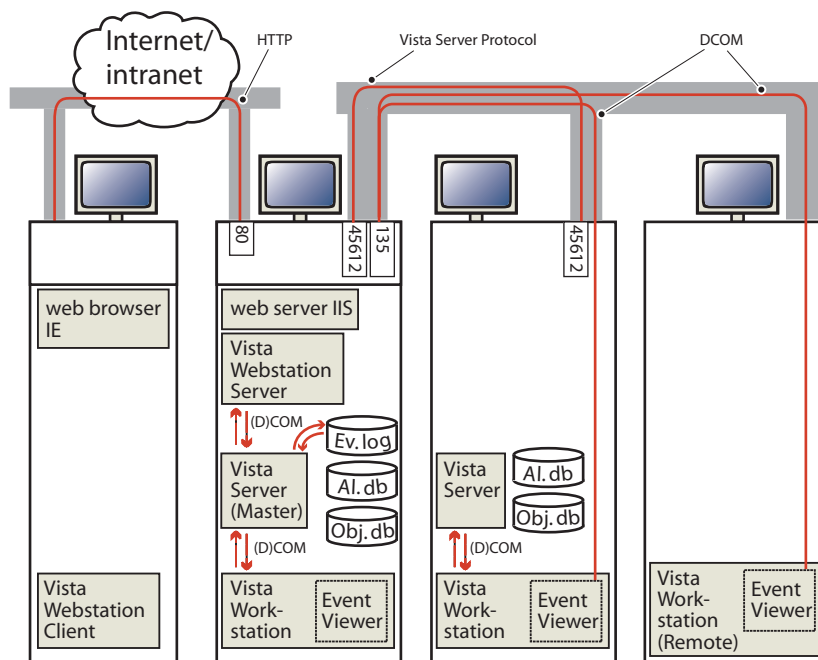 Internet/
intranet
HTTP
Vista Server Protocol
DCOM
80
45612
135
45612
web browser
IE
web server IIS
Vista
Webstation
Server
(D)COM
Ev.log
Vista
Server
(Master)
Al.db
Obj.db
Vista
Server
Al.db
Obj.db
(D)COM
(D)COM
Vista
Webstation
Client
Vista
Work-
station
Event
Viewer
Vista
Work-
station
Event
Viewer
Vista
Work-
station
(Remote)
Event
Viewer